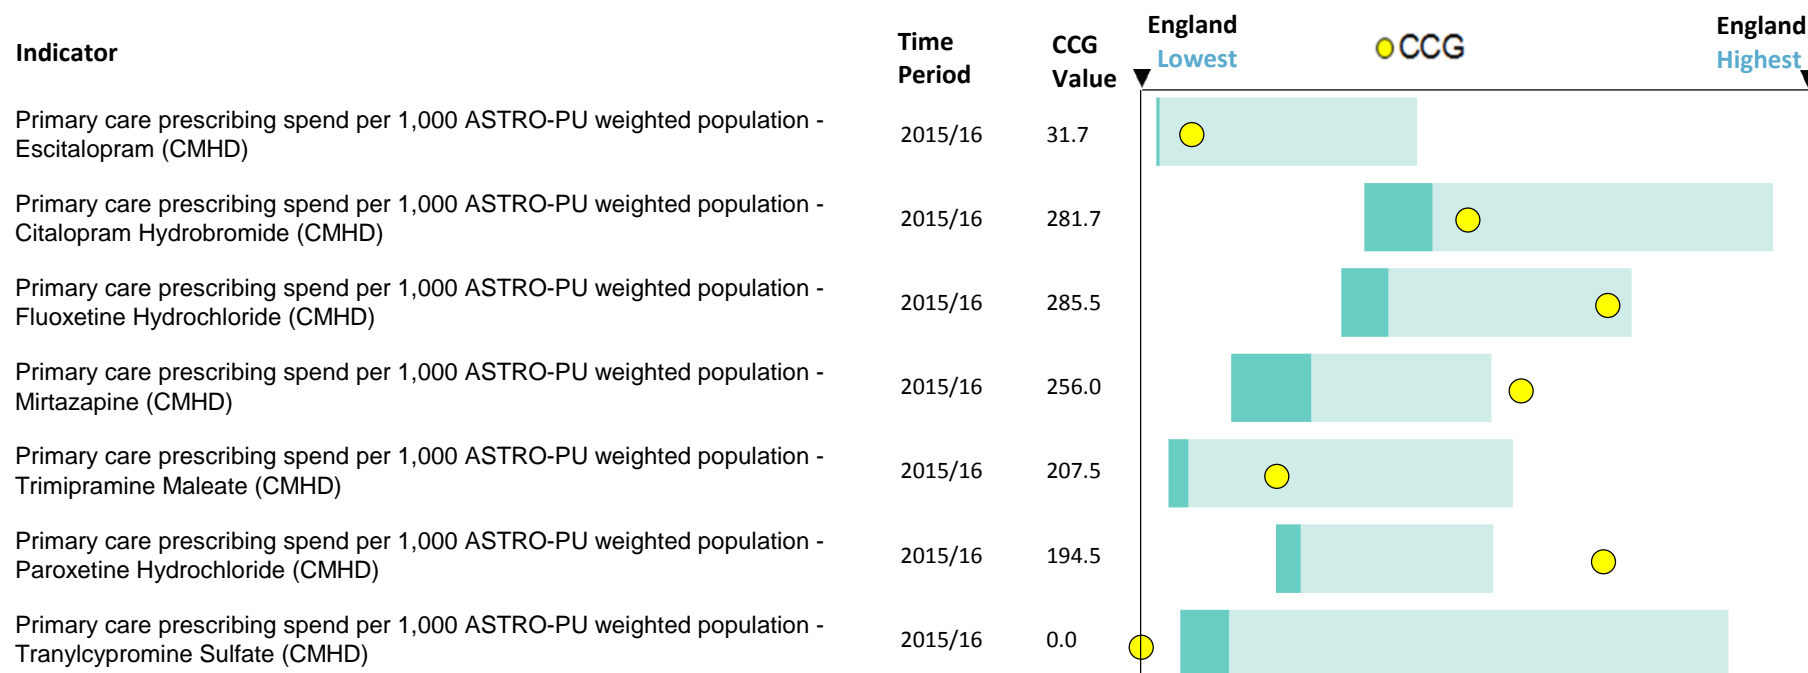 Indicator
Time
Period
CCG
Value
England
Lowest
CCG
England
Highest
Primary care prescribing spend per 1,000 ASTRO-PU weighted population -
Escitalopram (CMHD)
2015/16
31.7
Primary care prescribing spend per 1,000 ASTRO-PU weighted population -
Citalopram Hydrobromide (CMHD)
2015/16
281.7
Primary care prescribing spend per 1,000 ASTRO-PU weighted population -
Fluoxetine Hydrochloride (CMHD)
2015/16
285.5
Primary care prescribing spend per 1,000 ASTRO-PU weighted population -
Mirtazapine (CMHD)
2015/16
256.0
Primary care prescribing spend per 1,000 ASTRO-PU weighted population -
Trimipramine Maleate (CMHD)
2015/16
207.5
Primary care prescribing spend per 1,000 ASTRO-PU weighted population -
Paroxetine Hydrochloride (CMHD)
2015/16
194.5
Primary care prescribing spend per 1,000 ASTRO-PU weighted population -
Tranylcypromine Sulfate (CMHD)
2015/16
0.0